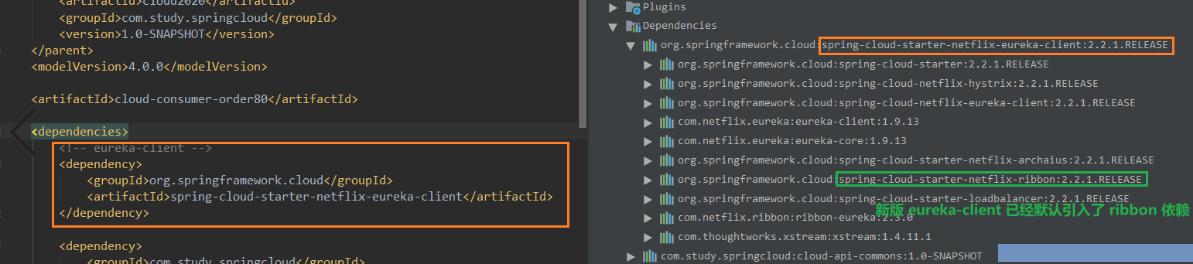 <artifactId>cloud2020</artifactId>
<groupId>com.study.springcloud</groupId>
<version>1.0-SNAPSHOT</version>
</parent>
<modelVersion>4.0.0</modelVersion>
<artifactId>cloud-consumer-order80</artifactId>
<dependencies>
<!-- eureka-client -->
<dependency>
<groupId>org.springframework.cloud</groupId>
<artifactId>spring-cloud-starter-netflix-eureka-client</artifactId>
</dependency>
<dependency>
<groupId>com.study.springcloud</groupId>
Plugins
Dependencies
org.springframework.cloud:spring-cloud-starter-netflix-eureka-client:2.2.1.RELEASE
org.springframework.cloud:spring-cloud-starter:2.2.1.RELEASE
org.springframework.cloud:spring-cloud-netflix-hystrix:2.2.1.RELEASE
org.springframework.cloud:spring-cloud-netflix-eureka-client:2.2.1.RELEASE
com.netflix.eureka:eureka-client:1.9.13
com.netflix.eureka:eureka-core:1.9.13
org.springframework.cloud:spring-cloud-starter-netflix-archaius:2.2.1.RELEASE
org.springframework.cloud:spring-cloud-starter-netflix-ribbon:2.2.1.RELEASE
org.springframework.cloud:spring-cloud-starter-loadbalancer:2.2.1.RELEASE
新版 eureka-client 已经默认引入了 ribbon 依赖
com.netflix.ribbon:ribbon-eureka:2.3.0
com.thoughtworks.xstream:xstream:1.4.11.1
com.study.springcloud:cloud-api-commons:1.0-SNAPSHOT